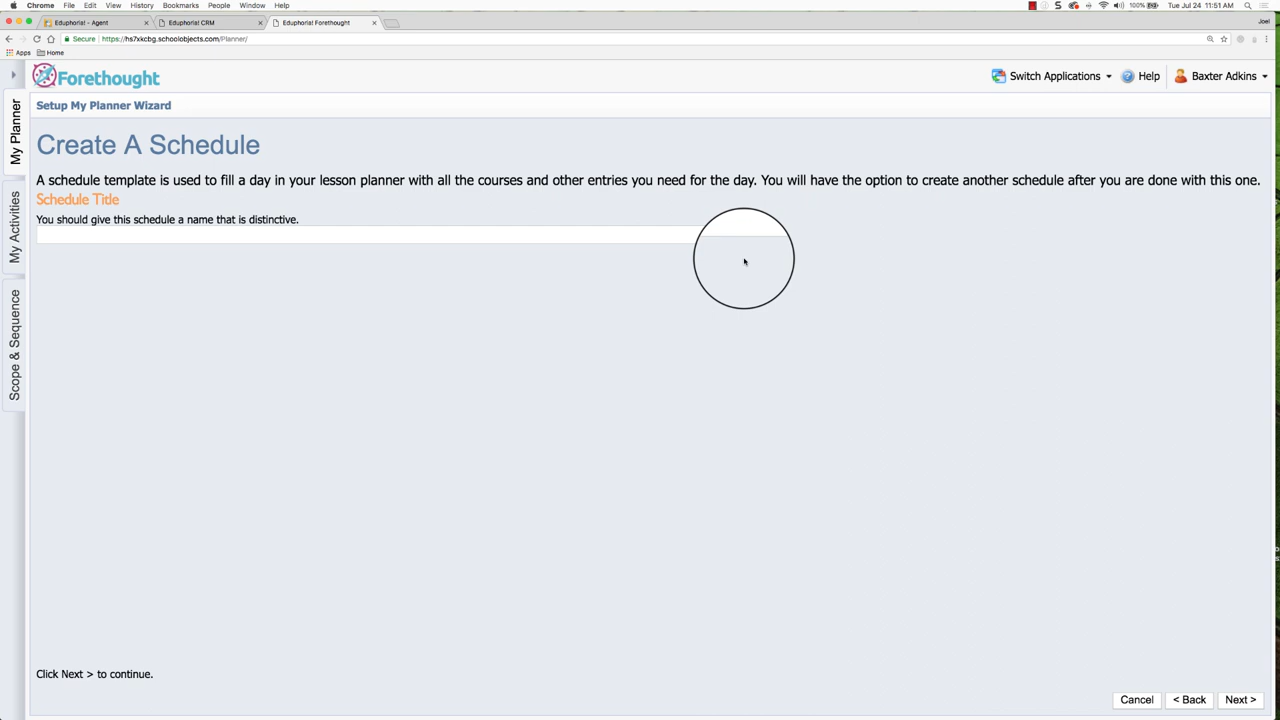 Chrome File Edit View History Bookmarks People Window Help 100% Tue Jul 24 11:51 AM
Eduphoria! - Agent Eduphoria! CRM Eduphoria! Forethought Joel
Secure https://hs7xkcbg.schoolobjects.com/Planner/
Apps Home
Forethought Switch Applications Help Baxter Adkins
My Planner
My Activities
Scope & Sequence
Setup My Planner Wizard
Create A Schedule
A schedule template is used to fill a day in your lesson planner with all the courses and other entries you need for the day. You will have the option to create another schedule after you are done with this one.
Schedule Title
You should give this schedule a name that is distinctive.
Click Next > to continue.
Cancel < Back Next >